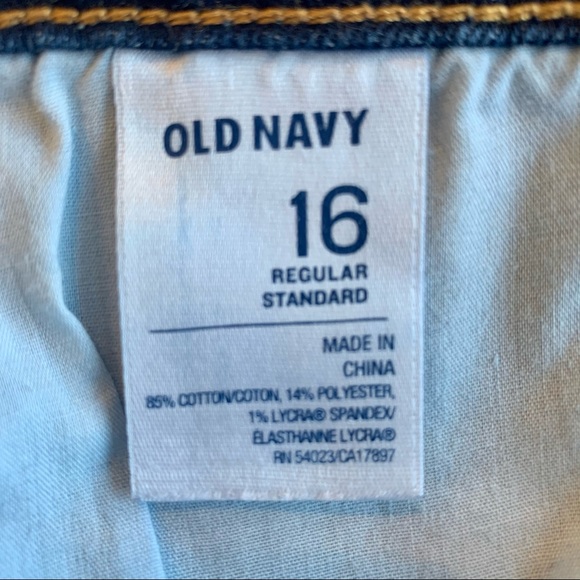 OLD NAVY
16
REGULAR
STANDARD
MADE IN
CHINA
85% COTTON/COTON, 14% POLYESTER,
1% LYCRA® SPANDEX/
ÉLASTHANNE LYCRA®
RN 54023/CA17897